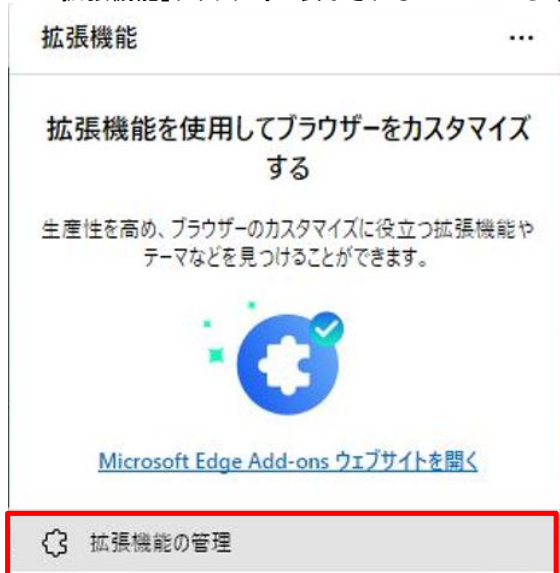 拡張機能
…
拡張機能を使用してブラウザーをカスタマイズ
する
生産性を高め、ブラウザーのカスタマイズに役立つ拡張機能や
テーマなどを見つけることができます。
Microsoft Edge Add-ons ウェブサイトを開く
拡張機能の管理